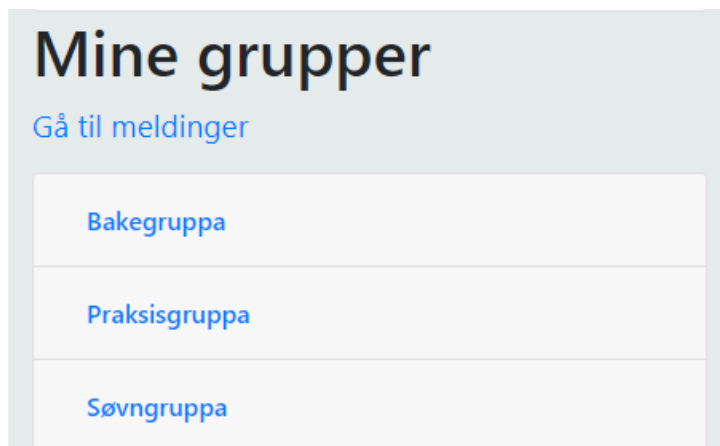 Mine grupper
Gå til meldinger
Bakegruppa
Praksisgruppa
Søvngruppa